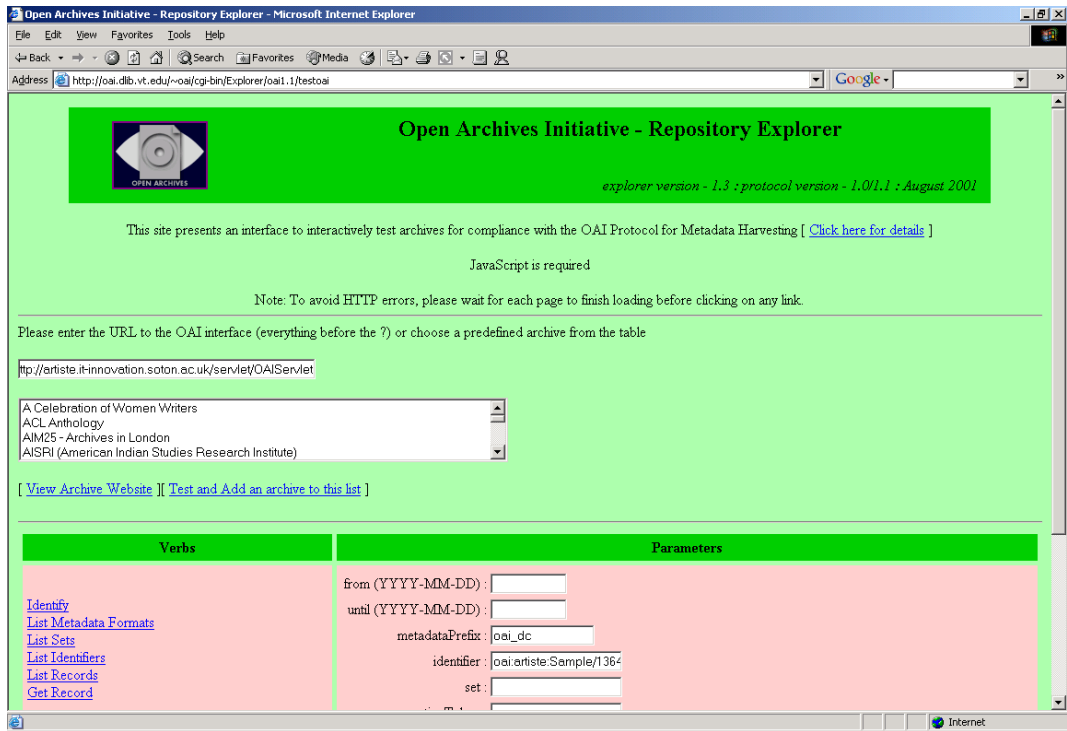 Open Archives Initiative - Repository Explorer - Microsoft Internet Explorer
File Edit View Favorites Tools Help
Back Search Favorites Media
Address http://oai.dlib.vt.edu/~oai/cgi-bin/Explorer/oai1.1/testoai Google »
Open Archives Initiative - Repository Explorer
OPEN ARCHIVES
explorer version - 1.3 : protocol version - 1.0/1.1 : August 2001
This site presents an interface to interactively test archives for compliance with the OAI Protocol for Metadata Harvesting [ Click here for details ]
JavaScript is required
Note: To avoid HTTP errors, please wait for each page to finish loading before clicking on any link.
Please enter the URL to the OAI interface (everything before the ?) or choose a predefined archive from the table
ttp://artiste.it-innovation.soton.ac.uk/servlet/OAIServlet
A Celebration of Women Writers
ACL Anthology
AIM25 - Archives in London
AISRI (American Indian Studies Research Institute)
[ View Archive Website ][ Test and Add an archive to this list ]
Verbs Parameters
from (YYYY-MM-DD) :
Identify
until (YYYY-MM-DD) :
List Metadata Formats
metadataPrefix : oai_dc
List Sets
List Identifiers
identifier : oai:artiste:Sample/1364
List Records
set :
Get Record
Internet